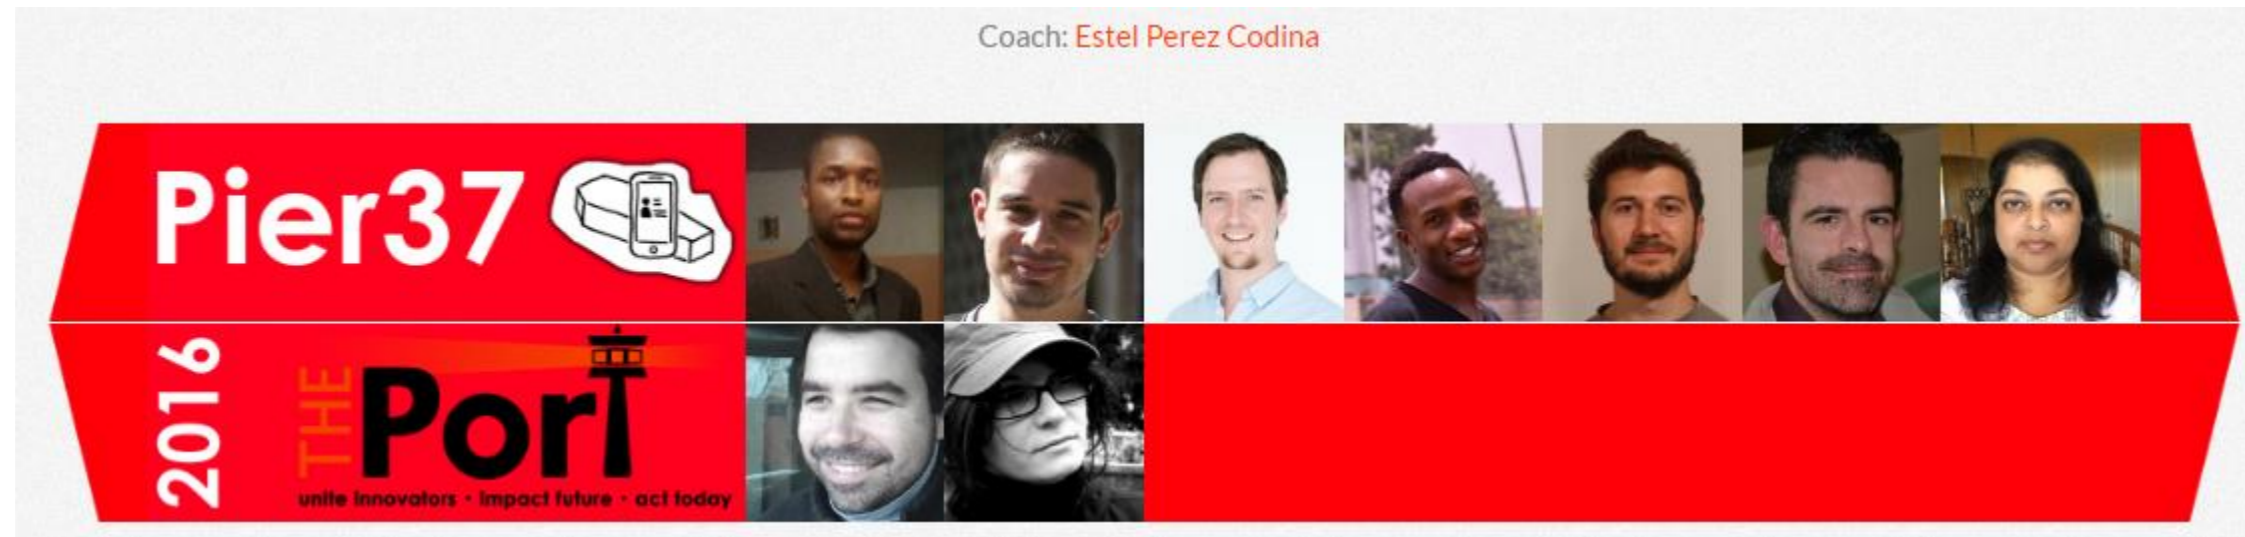 Coach: Estel Perez Codina
Pier37
2016
THE
Port
unite innovators · impact future · act today